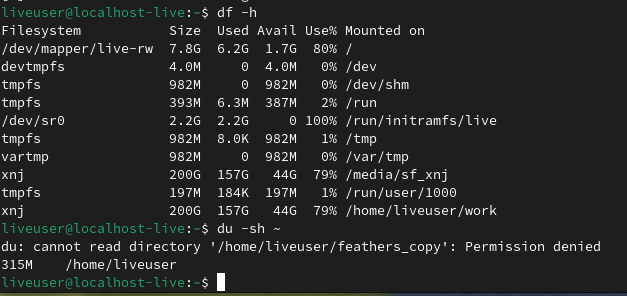 liveuser@localhost-live:~$ df -h
Filesystem Size Used Avail Use% Mounted on
/dev/mapper/live-rw 7.8G 6.2G 1.7G 80% /
devtmpfs 4.0M 0 4.0M 0% /dev
tmpfs 982M 0 982M 0% /dev/shm
tmpfs 393M 6.3M 387M 2% /run
/dev/sr0 2.2G 2.2G 0 100% /run/initramfs/live
tmpfs 982M 8.0K 982M 1% /tmp
vartmp 982M 0 982M 0% /var/tmp
xnj 200G 157G 44G 79% /media/sf_xnj
tmpfs 197M 184K 197M 1% /run/user/1000
xnj 200G 157G 44G 79% /home/liveuser/work
liveuser@localhost-live:~$ du -sh ~
du: cannot read directory '/home/liveuser/feathers_copy': Permission denied
315M /home/liveuser
liveuser@localhost-live:~$